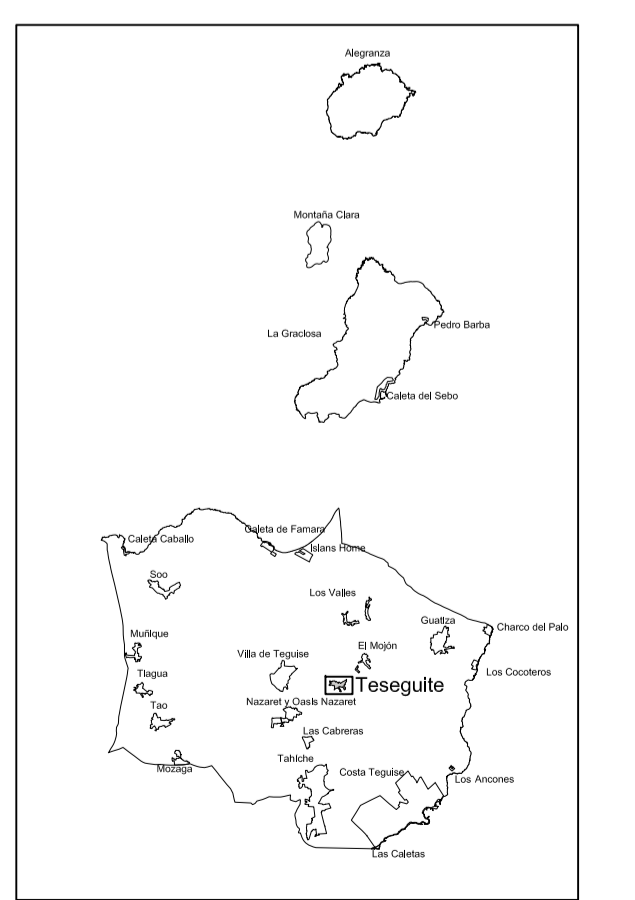 Alegranza
Montaña Clara
La Graciosa
Pedro Barba
Caleta del Sebo
Caleta de Famara
Caleta Caballo
Islans Home
Soo
Los Valles
Guatiza
Charco del Palo
Muñique
El Mojón
Villa de Teguise
Los Cocoteros
Tiagua
Teseguite
Nazaret y Oasis Nazaret
Tao
Las Cabreras
Tahiche
Mozaga
Costa Teguise
Los Ancones
Las Caletas